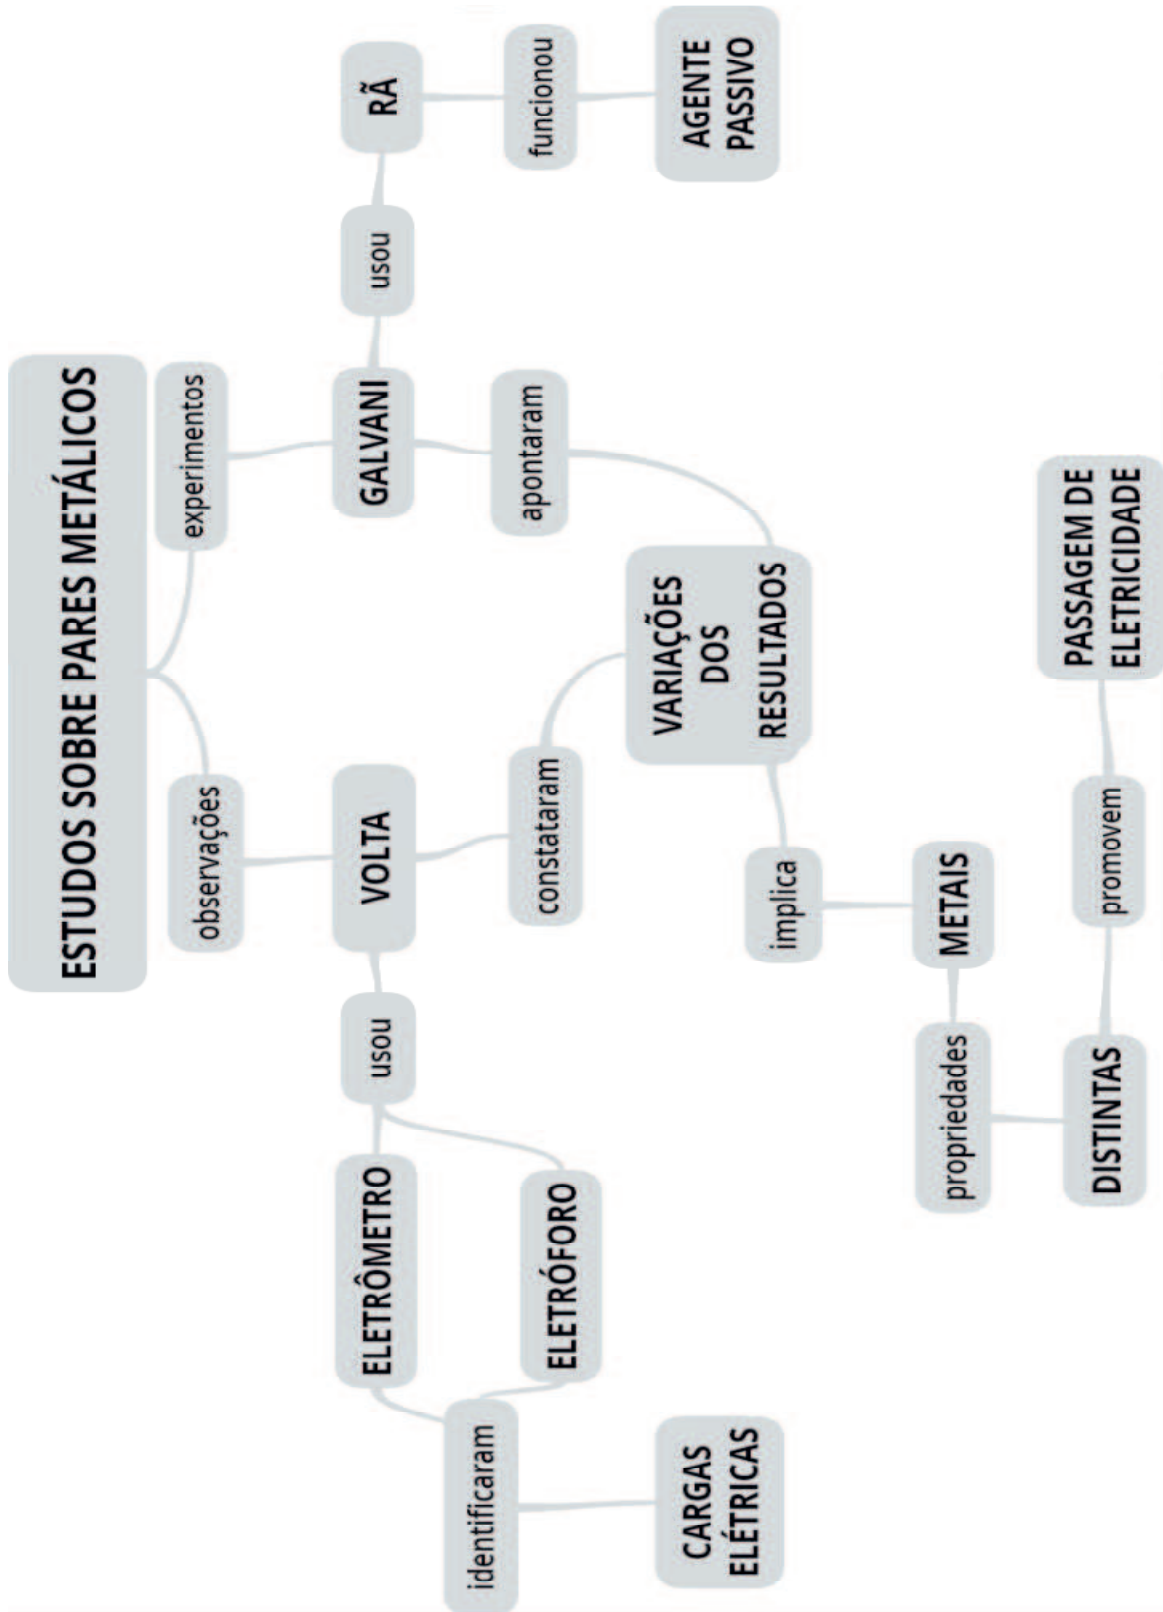 ESTUDOS SOBRE PARES METÁLICOS
observações
experimentos
CARGAS
ELÉTRICAS
identificaram
ELETRÔMETRO
ELETRÓFORO
usou
VOLTA
constataram
GALVANI
usou
RÃ
funcionou
AGENTE
PASSIVO
apontaram
VARIAÇÕES
DOS
RESULTADOS
implica
METAIS
propriedades
DISTINTAS
promovem
PASSAGEM DE
ELETRICIDADE